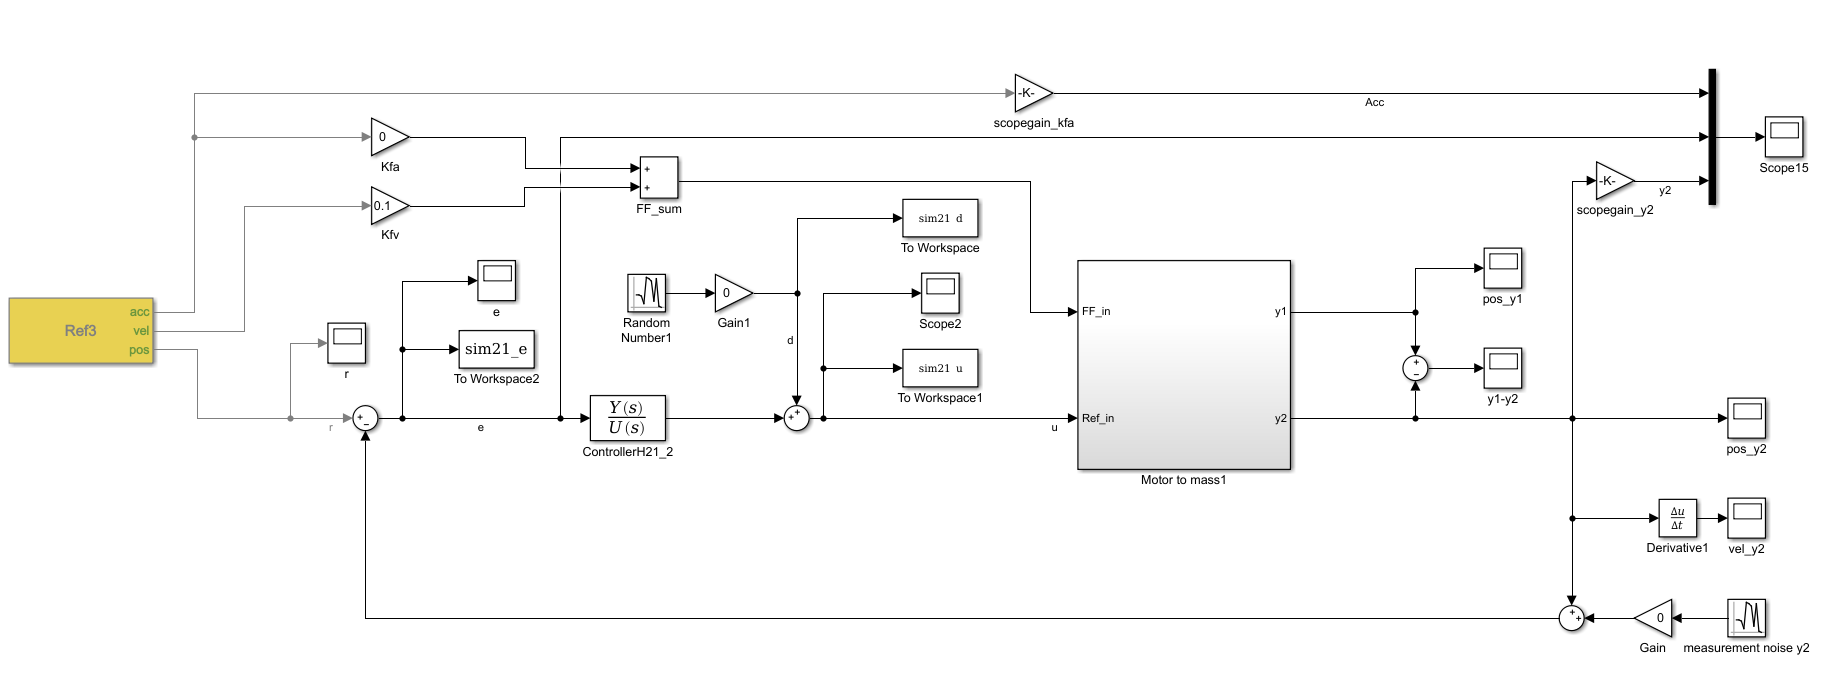 -K-
scopegain_kfa
Acc
0
Kfa
0.1
Kfv
+
+
FF_sum
Scope15
-K-
scopegain_y2
y2
Ref3
acc
vel
pos
r
r
e
sim21_e
To Workspace2
e
+
−
Random
Number1
0
Gain1
d
sim21 d
To Workspace
Scope2
sim21 u
To Workspace1
Y(s)
U(s)
ControllerH21_2
+
+
u
FF_in
Ref_in
y1
y2
Motor to mass1
pos_y1
+
−
y1-y2
pos_y2
Δu
Δt
Derivative1
vel_y2
+
+
0
Gain
measurement noise y2